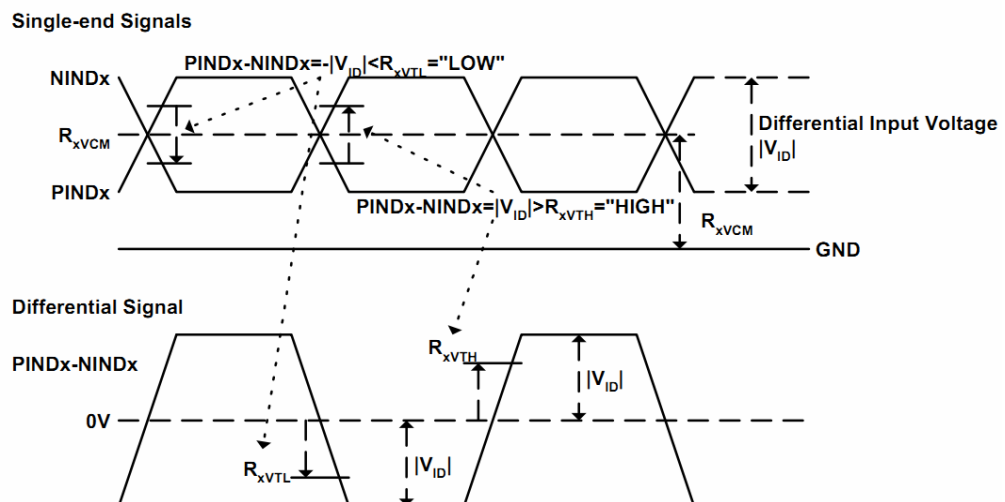 Single-end Signals
PINDx-NINDx=-|VID|<RxVTL="LOW"
NINDx
RxVCM
Differential Input Voltage
|VID|
PINDx
PINDx-NINDx=|VID|>RxVTH="HIGH"
RxVCM
GND
Differential Signal
RxVTH
PINDx-NINDx
|VID|
0V
RxVTL
|VID|